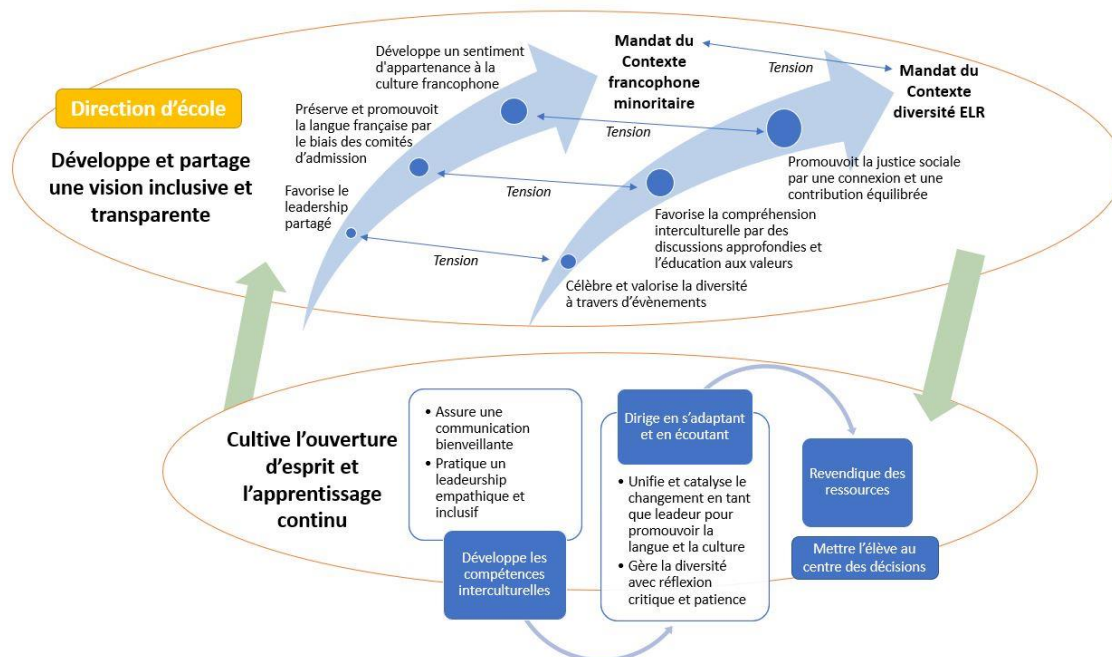 Direction d'école
Développe et partage
une vision inclusive et
transparente
Développe un sentiment
d'appartenance à la
culture francophone
Préserve et promouvoit
la langue française par
le biais des comités
d'admission
Favorise le
leadership
partagé
Mandat du
Contexte
francophone
minoritaire
Tension
Mandat du
Contexte
diversité ELR
Tension
Tension
Tension
Promouvoit la justice sociale
par une connexion et une
contribution équilibrée
Favorise la compréhension
interculturelle par des
discussions approfondies et
l'éducation aux valeurs
Célèbre et valorise la diversité
à travers d'évènements
Cultive l'ouverture
d'esprit et
l'apprentissage
continu
• Assure une
communication
bienveillante
• Pratique un
leadeurship
empathique et
inclusif
Développe les
compétences
interculturelles
Dirige en s'adaptant
et en écoutant
• Unifie et catalyse le
changement en tant
que leadeur pour
promouvoir la
langue et la culture
• Gère la diversité
avec réflexion
critique et patience
Revendique des
ressources
Mettre l'élève au
centre des décisions